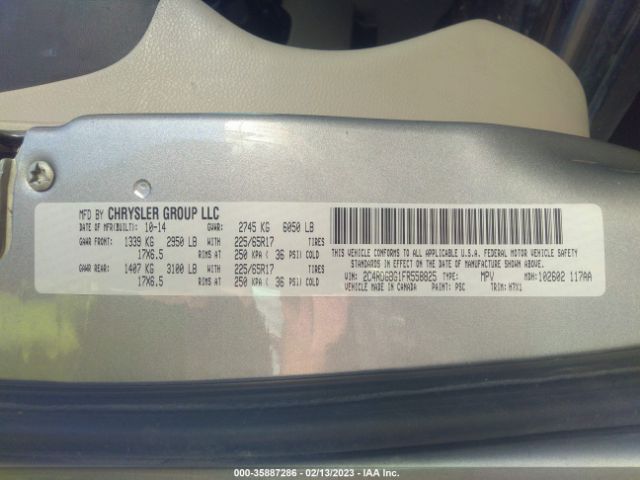 MFD BY CHRYSLER GROUP LLC
DATE OF MFR(BUILT): 10-14 GVWR: 2745 KG 6050 LB
GAWR FRONT: 1339 KG 2950 LB WITH 225/65R17 TIRES
17X6.5 RIMS AT 250 KPA( 36 PSI) COLD
GAWR REAR: 1407 KG 3100 LB WITH 225/65R17 TIRES
17X6.5 RIMS AT 250 KPA( 36 PSI) COLD
THIS VEHICLE CONFORMS TO ALL APPLICABLE U.S.A. FEDERAL MOTOR VEHICLE SAFETY
STANDARDS IN EFFECT ON THE DATE OF MANUFACTURE SHOWN ABOVE.
VIN: 2C4RDGBG1FR558825 TYPE: MPV MDH: 102602 117AA
VEHICLE MADE IN CANADA PAINT: PSC TRIM: H7X1
©00-35887286 - 02/13/2023 - IAA Inc.